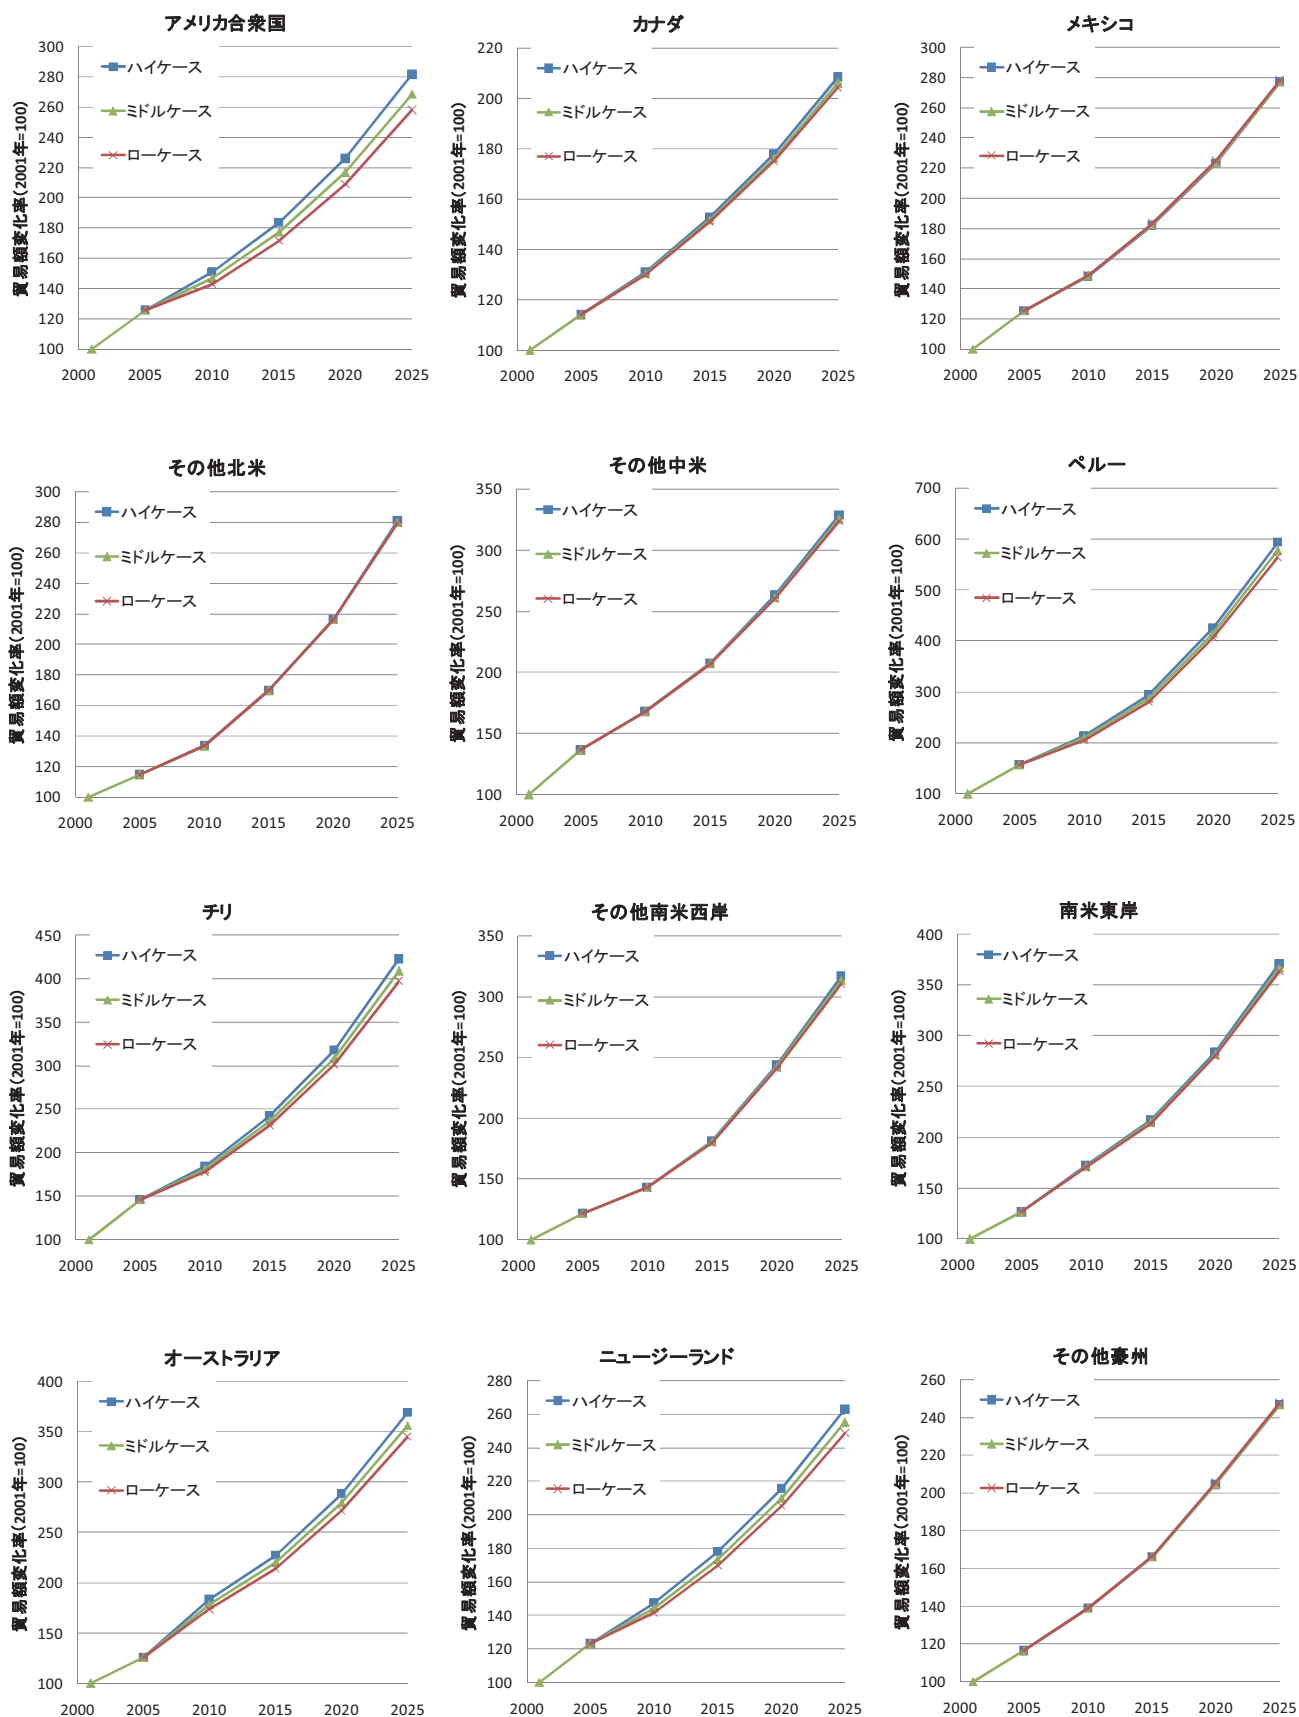 アメリカ合衆国
貿易額変化率(2001年=100)
300
280
260
240
220
200
180
160
140
120
100
ハイケース
ミドルケース
ローケース
2000 2005 2010 2015 2020 2025
カナダ
貿易額変化率(2001年=100)
220
200
180
160
140
120
100
ハイケース
ミドルケース
ローケース
2000 2005 2010 2015 2020 2025
メキシコ
貿易額変化率(2001年=100)
300
280
260
240
220
200
180
160
140
120
100
ハイケース
ミドルケース
ローケース
2000 2005 2010 2015 2020 2025
その他北米
貿易額変化率(2001年=100)
300
280
260
240
220
200
180
160
140
120
100
ハイケース
ミドルケース
ローケース
2000 2005 2010 2015 2020 2025
その他中米
貿易額変化率(2001年=100)
350
300
250
200
150
100
ハイケース
ミドルケース
ローケース
2000 2005 2010 2015 2020 2025
ペルー
貿易額変化率(2001年=100)
700
600
500
400
300
200
100
ハイケース
ミドルケース
ローケース
2000 2005 2010 2015 2020 2025
チリ
貿易額変化率(2001年=100)
450
400
350
300
250
200
150
100
ハイケース
ミドルケース
ローケース
2000 2005 2010 2015 2020 2025
その他南米西岸
貿易額変化率(2001年=100)
350
300
250
200
150
100
ハイケース
ミドルケース
ローケース
2000 2005 2010 2015 2020 2025
南米東岸
貿易額変化率(2001年=100)
400
350
300
250
200
150
100
ハイケース
ミドルケース
ローケース
2000 2005 2010 2015 2020 2025
オーストラリア
貿易額変化率(2001年=100)
400
350
300
250
200
150
100
ハイケース
ミドルケース
ローケース
2000 2005 2010 2015 2020 2025
ニュージーランド
貿易額変化率(2001年=100)
280
260
240
220
200
180
160
140
120
100
ハイケース
ミドルケース
ローケース
2000 2005 2010 2015 2020 2025
その他豪州
貿易額変化率(2001年=100)
260
240
220
200
180
160
140
120
100
ハイケース
ミドルケース
ローケース
2000 2005 2010 2015 2020 2025